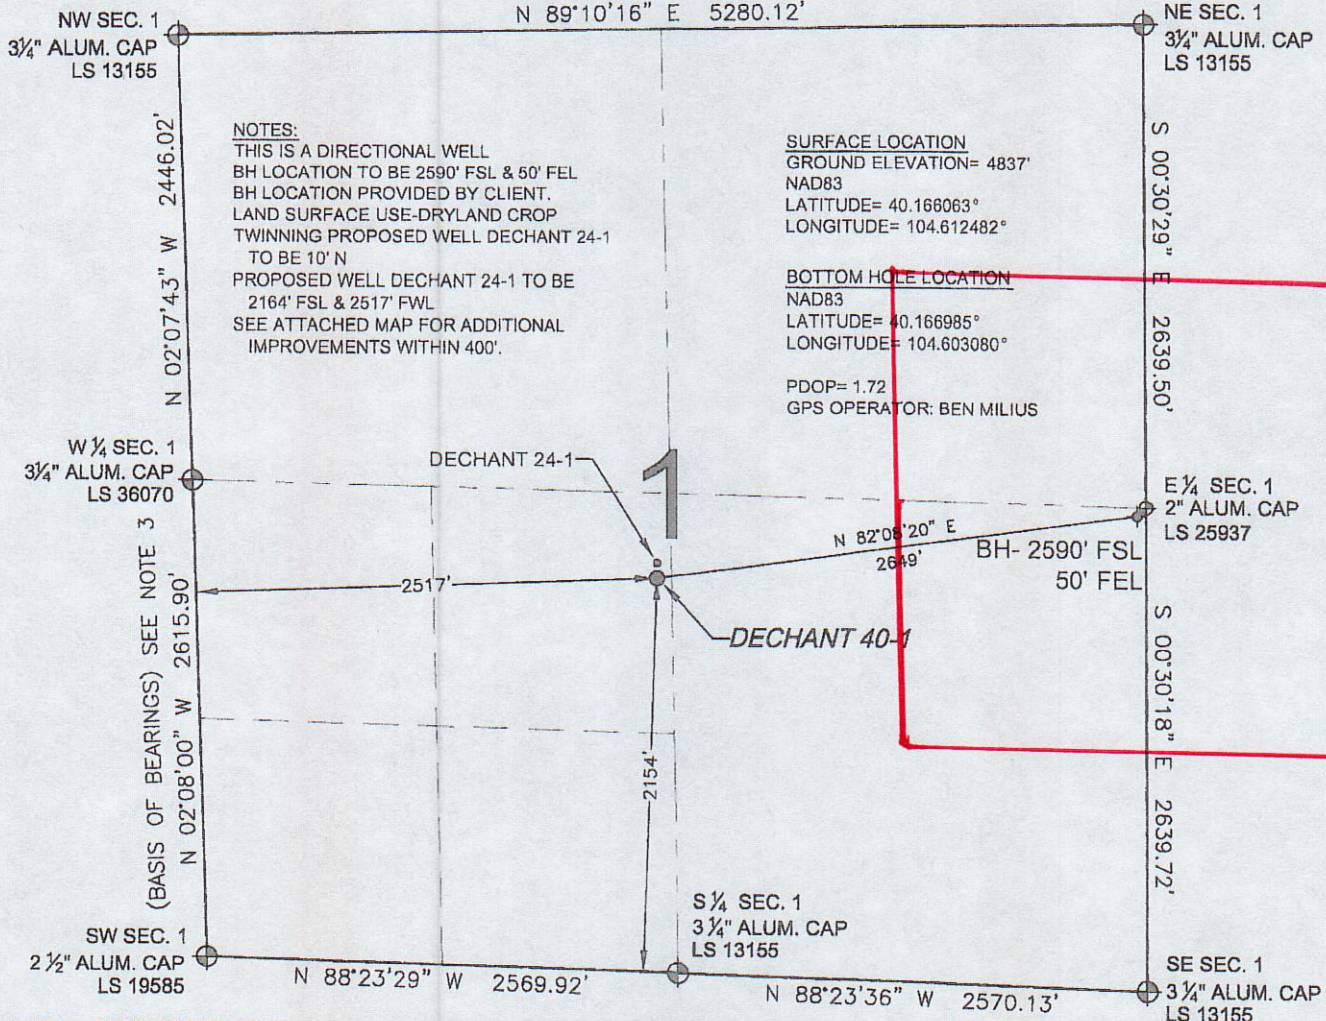 N 89°10'16" E 5280.12'
NW SEC. 1
3¼" ALUM. CAP
LS 13155
NE SEC. 1
3¼" ALUM. CAP
LS 13155
N 02°07'43" W 2446.02'
NOTES:
THIS IS A DIRECTIONAL WELL
BH LOCATION TO BE 2590' FSL & 50' FEL
BH LOCATION PROVIDED BY CLIENT.
LAND SURFACE USE-DRYLAND CROP
TWINNING PROPOSED WELL DECHANT 24-1
TO BE 10' N
PROPOSED WELL DECHANT 24-1 TO BE
2164' FSL & 2517' FWL
SEE ATTACHED MAP FOR ADDITIONAL
IMPROVEMENTS WITHIN 400'.
SURFACE LOCATION
GROUND ELEVATION= 4837'
NAD83
LATITUDE= 40.166063°
LONGITUDE= 104.612482°
BOTTOM HOLE LOCATION
NAD83
LATITUDE= 40.166985°
LONGITUDE= 104.603080°
PDOP= 1.72
GPS OPERATOR: BEN MILIUS
S 00°30'29" E 2639.50'
W ¼ SEC. 1
3¼" ALUM. CAP
LS 36070
DECHANT 24-1
1
E ¼ SEC. 1
2" ALUM. CAP
LS 25937
N 82°08'20" E
2649'
BH- 2590' FSL
50' FEL
2517'
DECHANT 40-1
2154'
(BASIS OF BEARINGS) SEE NOTE 3
N 02°08'00" W 2615.90'
S 00°30'18" E 2639.72'
SW SEC. 1
2 ½" ALUM. CAP
LS 19585
N 88°23'29" W 2569.92'
S ¼ SEC. 1
3 ¼" ALUM. CAP
LS 13155
N 88°23'36" W 2570.13'
SE SEC. 1
3 ¼" ALUM. CAP
LS 13155